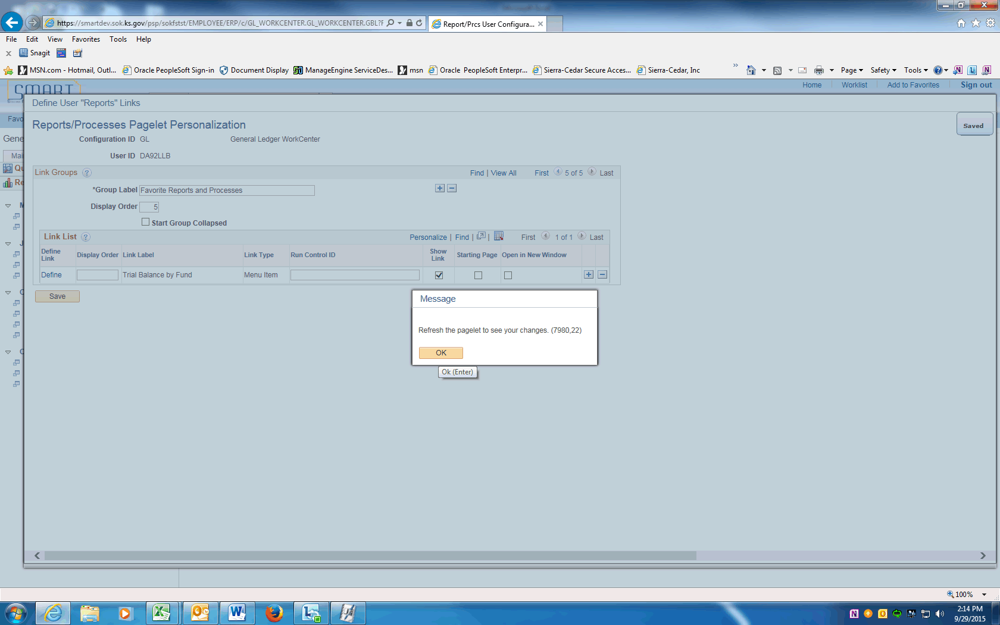 https://smartdev.sok.ks.gov/psp/sokfstst/EMPLOYEE/ERP/c/GL_WORKCENTER.GL_WORKCENTER.GBL?F
Report/Prcs User Configura...
File Edit View Favorites Tools Help
Snagit
MSN.com - Hotmail, Outl... Oracle PeopleSoft Sign-in Document Display ManageEngine ServiceDes... msn Oracle PeopleSoft Enterpr... Sierra-Cedar Secure Acces... Sierra-Cedar, Inc Page Safety Tools
SMART
Home Worklist Add to Favorites Sign out
Define User "Reports" Links
Favo
Reports/Processes Pagelet Personalization
Saved
Gene
Configuration ID GL General Ledger WorkCenter
Mai
User ID DA92LLB
Qu
Link Groups Find | View All First 5 of 5 Last
Re
*Group Label Favorite Reports and Processes
Display Order 5
Start Group Collapsed
Link List Personalize | Find | | First 1 of 1 Last
Define Link Display Order Link Label Link Type Run Control ID Show Link Starting Page Open in New Window
Define Trial Balance by Fund Menu Item
Save
Message
Refresh the pagelet to see your changes. (7980,22)
OK
Ok (Enter)
100%
2:14 PM
9/29/2015